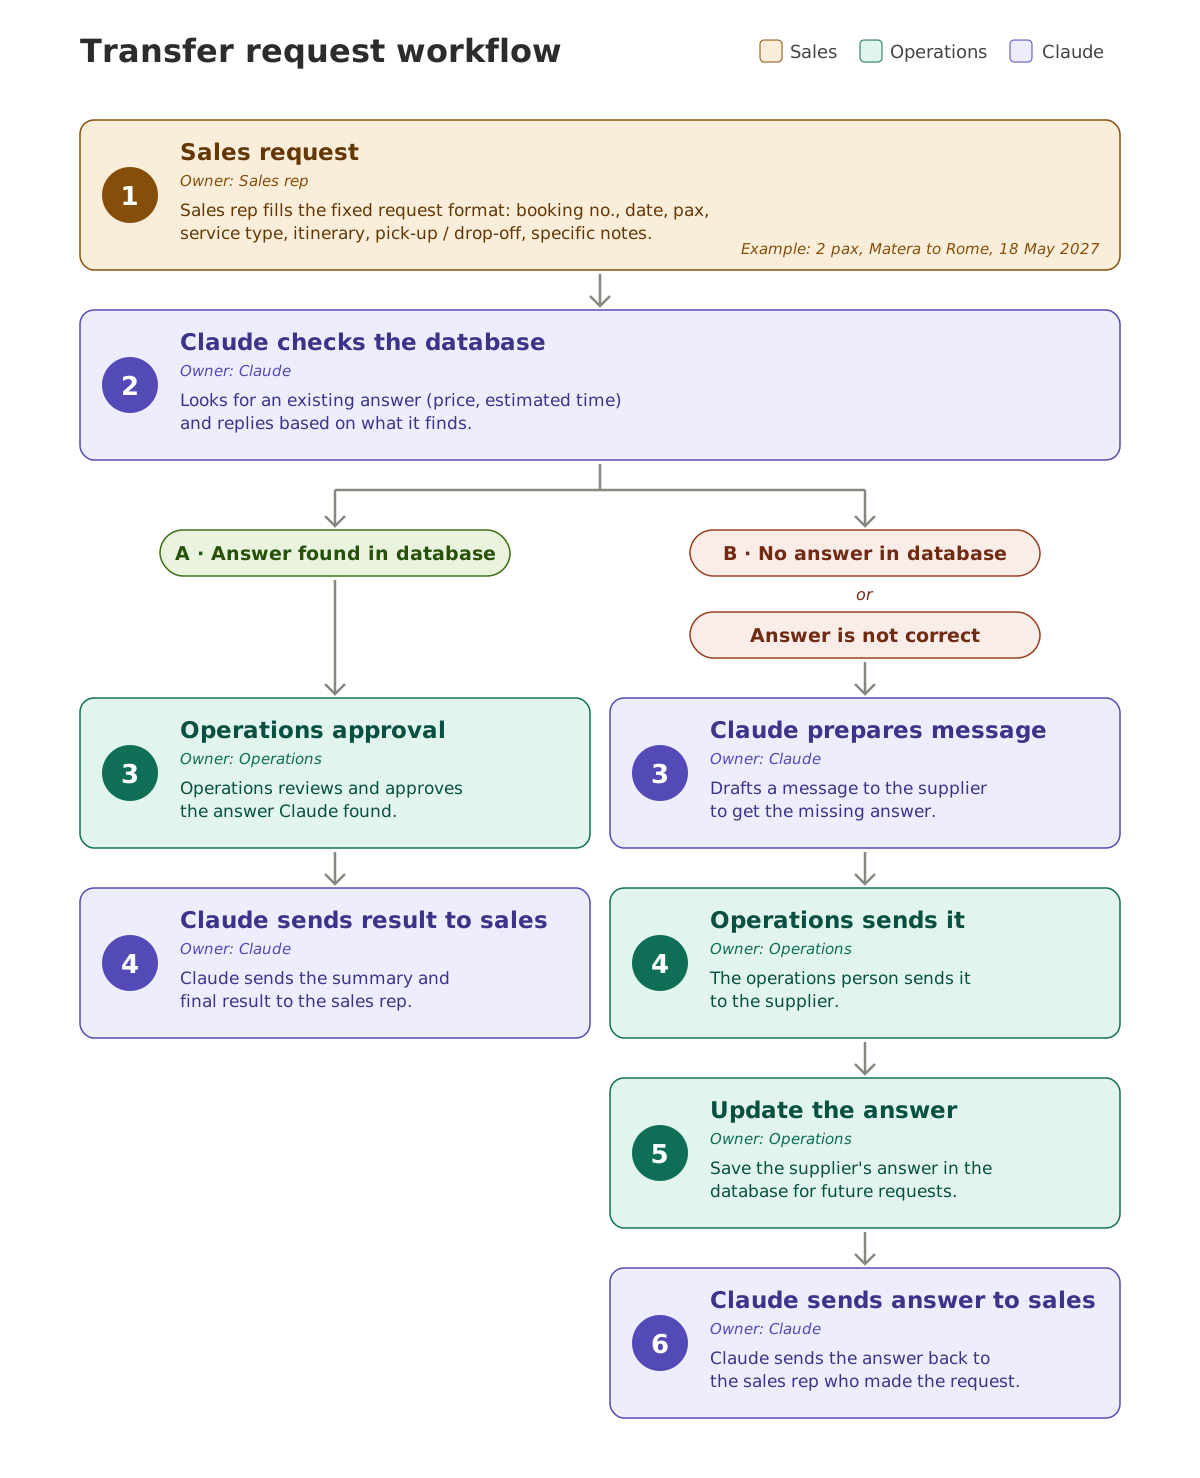 Transfer request workflow
Sales
Operations
Claude
1
Sales request
Owner: Sales rep
Sales rep fills the fixed request format: booking no., date, pax,
service type, itinerary, pick-up / drop-off, specific notes.
Example: 2 pax, Matera to Rome, 18 May 2027
2
Claude checks the database
Owner: Claude
Looks for an existing answer (price, estimated time)
and replies based on what it finds.
A · Answer found in database
B · No answer in database
or
Answer is not correct
3
Operations approval
Owner: Operations
Operations reviews and approves
the answer Claude found.
3
Claude prepares message
Owner: Claude
Drafts a message to the supplier
to get the missing answer.
4
Claude sends result to sales
Owner: Claude
Claude sends the summary and
final result to the sales rep.
4
Operations sends it
Owner: Operations
The operations person sends it
to the supplier.
5
Update the answer
Owner: Operations
Save the supplier's answer in the
database for future requests.
6
Claude sends answer to sales
Owner: Claude
Claude sends the answer back to
the sales rep who made the request.